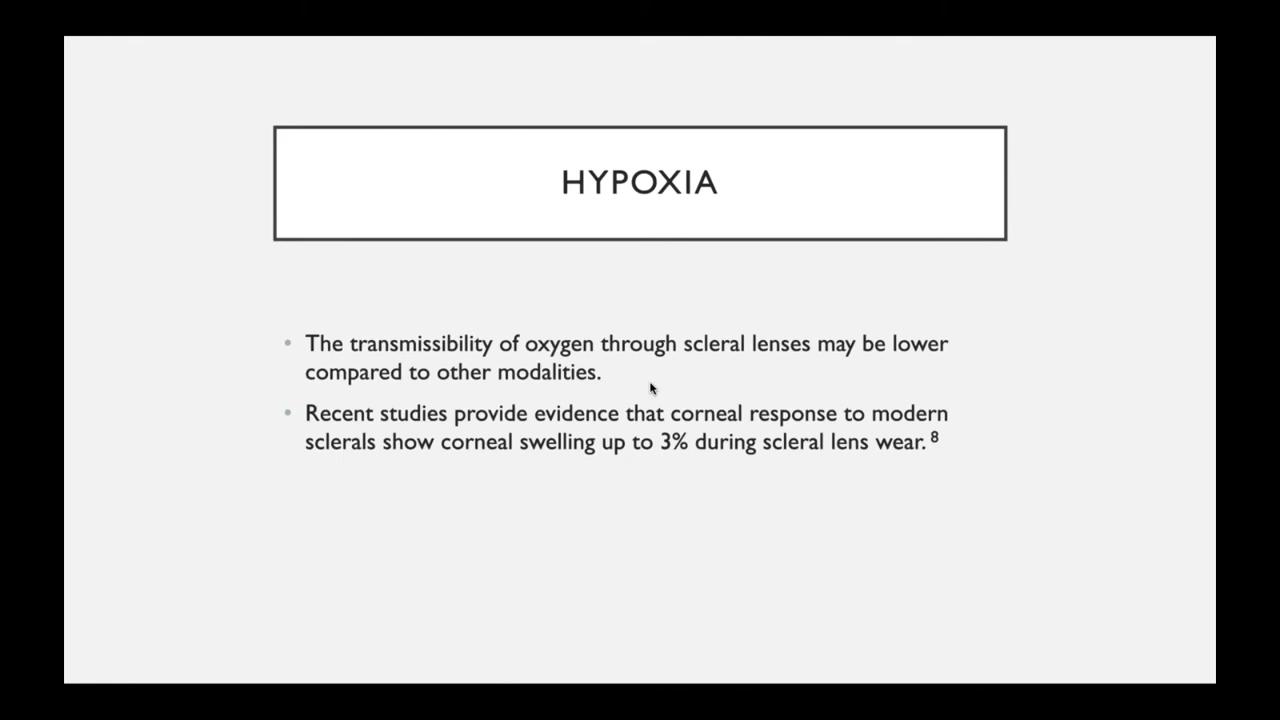 HYPOXIA
• The transmissibility of oxygen through scleral lenses may be lower
compared to other modalities.
• Recent studies provide evidence that corneal response to modern
sclerals show corneal swelling up to 3% during scleral lens wear. 8